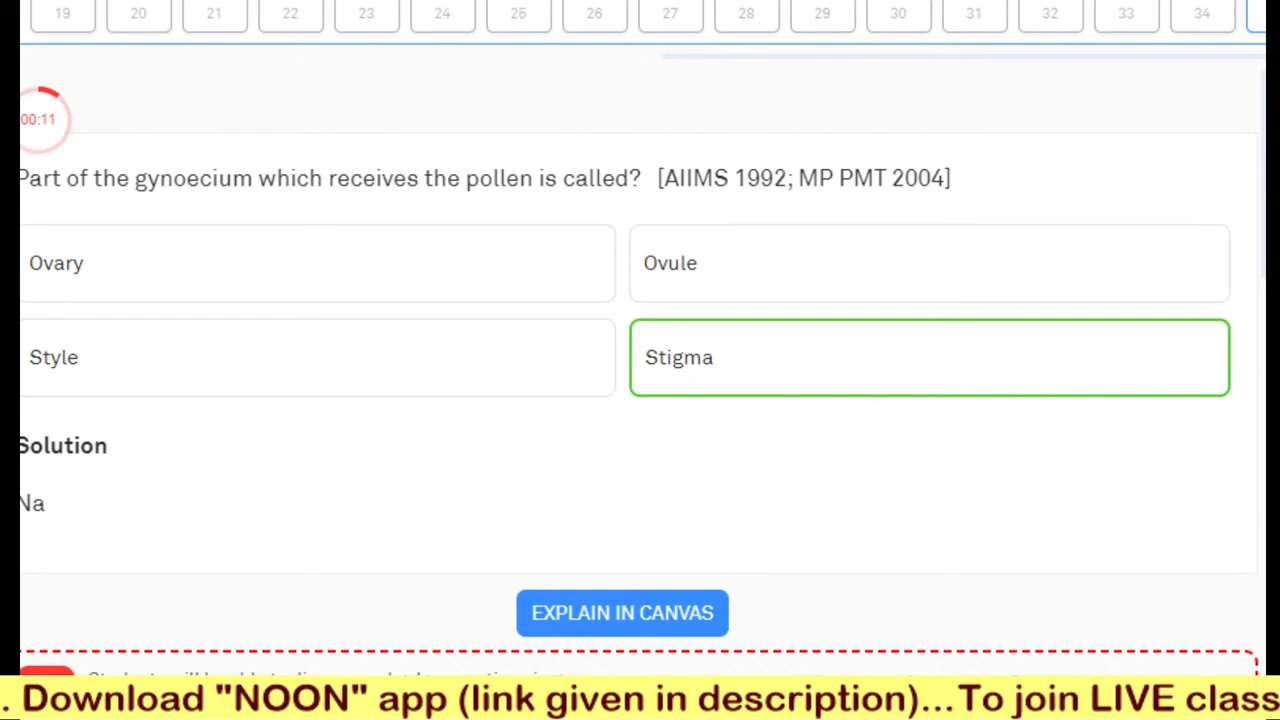 19 20 21 22 23 24 26 26 27 28 29 30 31 32 33 34
00:11
Part of the gynoecium which receives the pollen is called? [AIIMS 1992; MP PMT 2004]
Ovary
Ovule
Style
Stigma
Solution
Na
EXPLAIN IN CANVAS
. Download "NOON" app (link given in description)...To join LIVE class